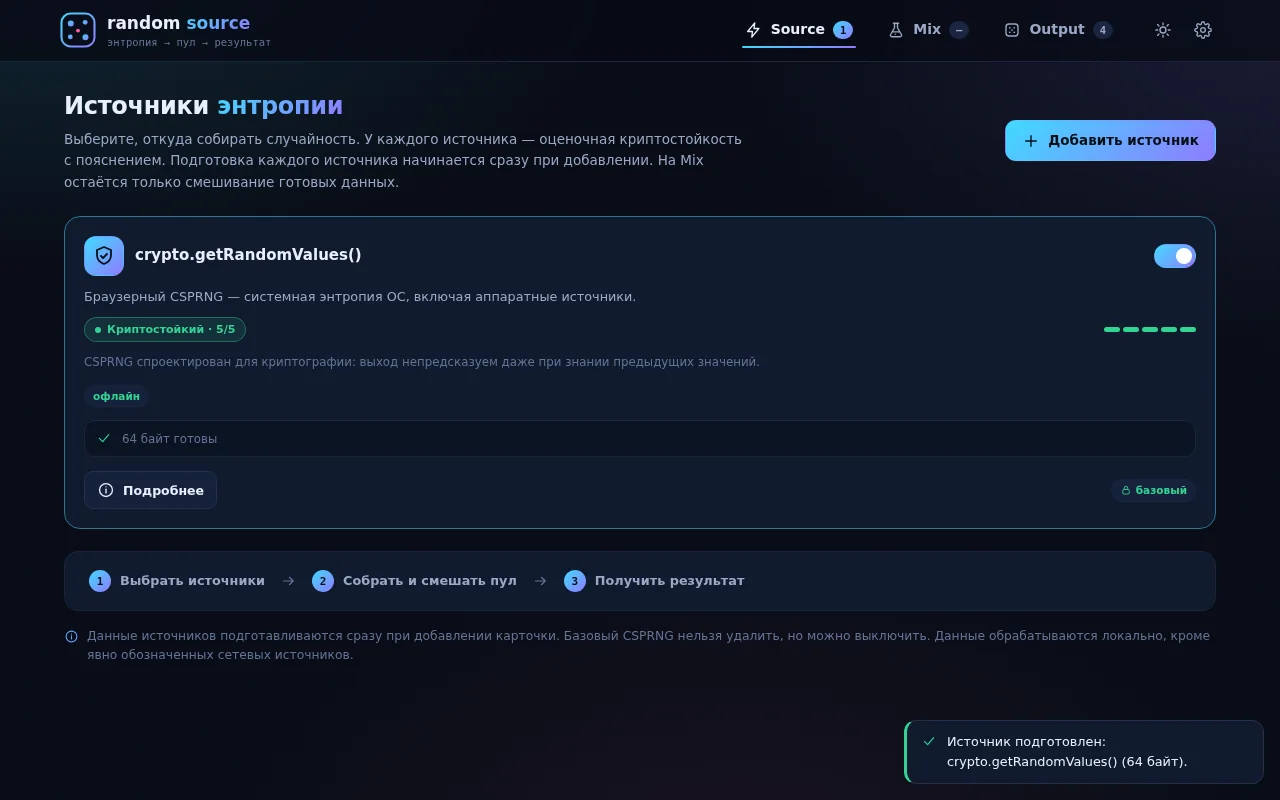 random source
энтропия → пул → результат
Source 1
Mix –
Output 4
Источники энтропии
Выберите, откуда собирать случайность. У каждого источника — оценочная криптостойкость
с пояснением. Подготовка каждого источника начинается сразу при добавлении. На Mix
остаётся только смешивание готовых данных.
+ Добавить источник
crypto.getRandomValues()
Браузерный CSPRNG — системная энтропия ОС, включая аппаратные источники.
Криптостойкий · 5/5
CSPRNG спроектирован для криптографии: выход непредсказуем даже при знании предыдущих значений.
офлайн
64 байт готовы
Подробнее
базовый
1 Выбрать источники → 2 Собрать и смешать пул → 3 Получить результат
Данные источников подготавливаются сразу при добавлении карточки. Базовый CSPRNG нельзя удалить, но можно выключить. Данные обрабатываются локально, кроме
явно обозначенных сетевых источников.
Источник подготовлен:
crypto.getRandomValues() (64 байт).